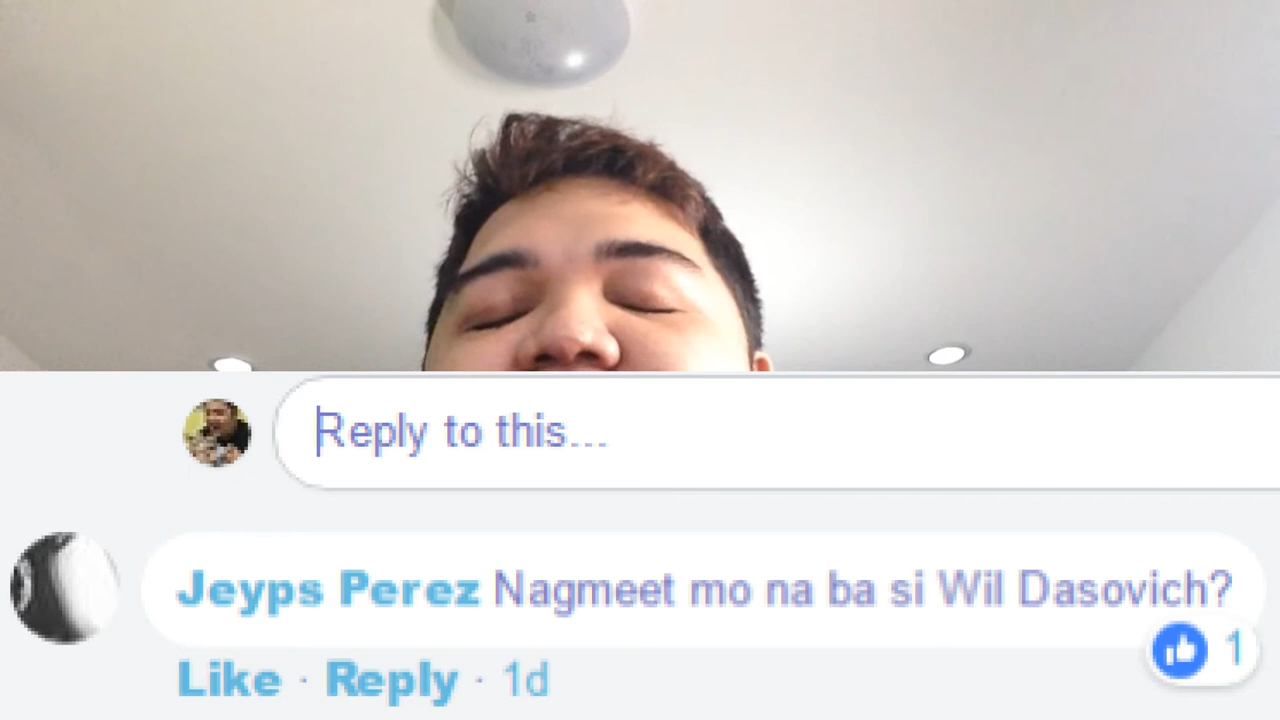 Reply to this...
Jeyps Perez Nagmeet mo na ba si Wil Dasovich?
1
Like · Reply · 1d